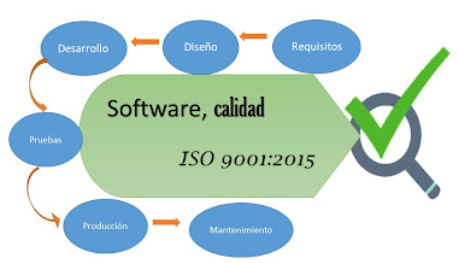 Requisitos
Diseño
Desarrollo
Pruebas
Producción
Mantenimiento
Software, calidad
ISO 9001:2015